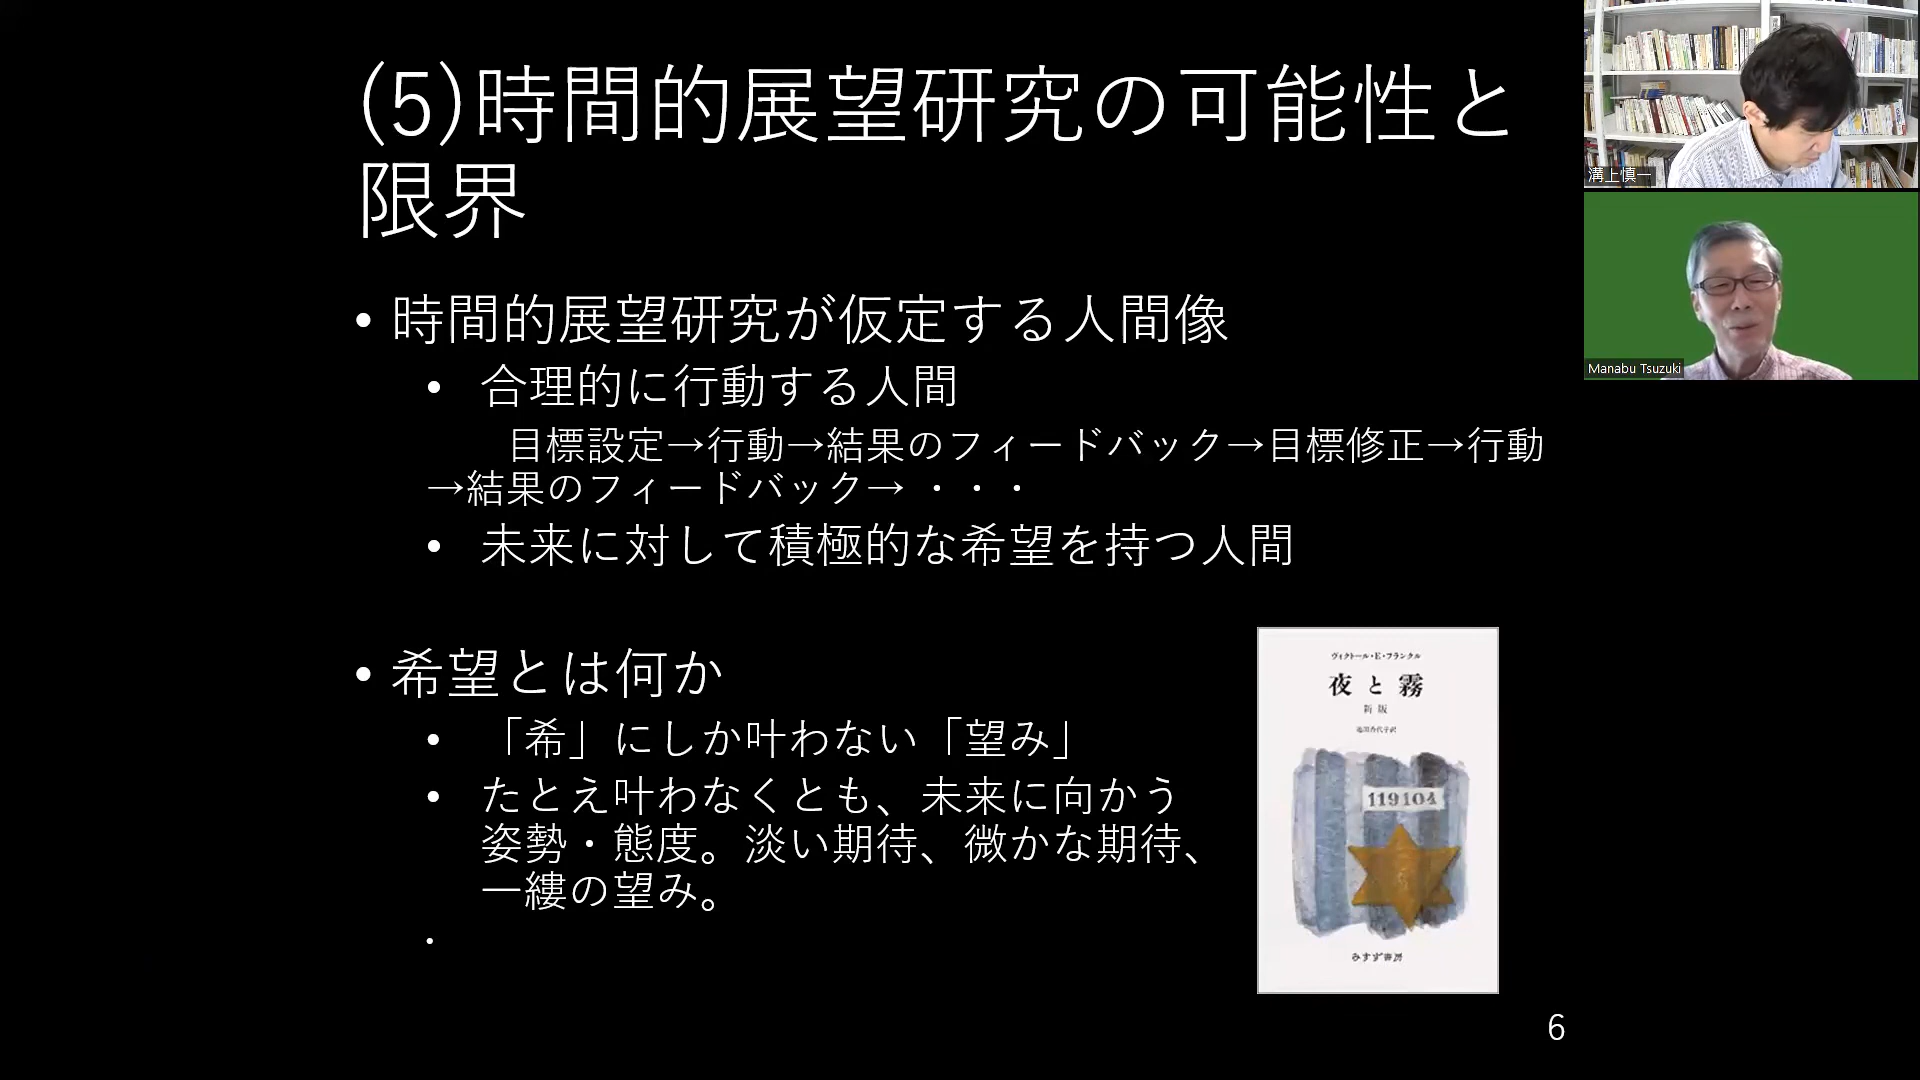 (5)時間的展望研究の可能性と
限界
• 時間的展望研究が仮定する人間像
• 合理的に行動する人間
目標設定→行動→結果のフィードバック→目標修正→行動
→結果のフィードバック→ ・・・
• 未来に対して積極的な希望を持つ人間
• 希望とは何か
• 「希」にしか叶わない「望み」
• たとえ叶わなくとも、未来に向かう
姿勢・態度。淡い期待、微かな期待、
一縷の望み。
•
ヴィクトール・E・フランクル
夜と霧
新版
池田香代子訳
119104
みすず書房
6
溝上慎一
Manabu Tsuzuki